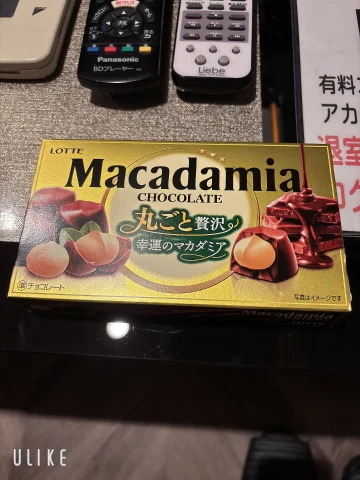 NETFLIX
Panasonic
BDプレーヤー
Liebe
有料
アカ
退室
LOTTE
Macadamia
CHOCOLATE
丸ごと贅沢
幸運のマカダミア
準チョコレート
写真はイメージです
Macadamia
LOTTE
ULIKE